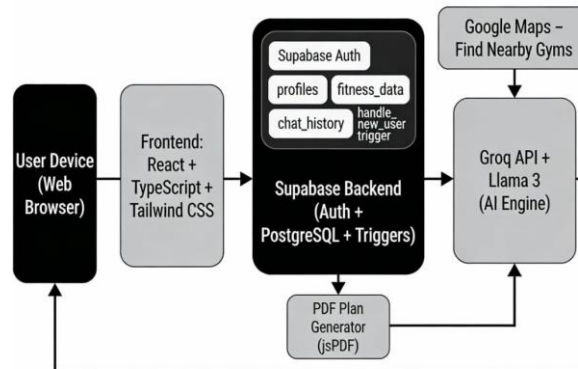 User Device
(Web
Browser)
Frontend:
React +
TypeScript +
Tailwind CSS
Supabase Auth
profiles
fitness_data
chat_history
handle_
new_user
trigger
Supabase Backend
(Auth +
PostgreSQL + Triggers)
PDF Plan
Generator
(jsPDF)
Google Maps –
Find Nearby Gyms
Groq API +
Llama 3
(AI Engine)